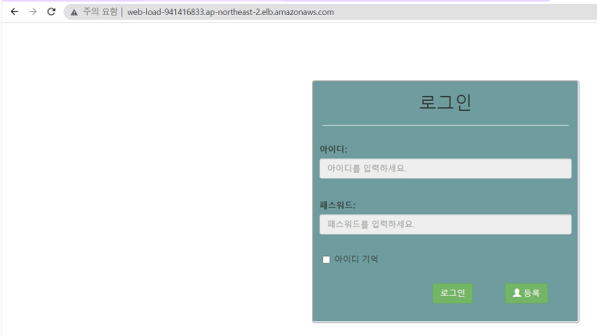 주의 요함 | web-load-941416833.ap-northeast-2.elb.amazonaws.com
로그인
아이디:
아이디를 입력하세요.
패스워드:
패스워드를 입력하세요.
아이디 기억
로그인 등록